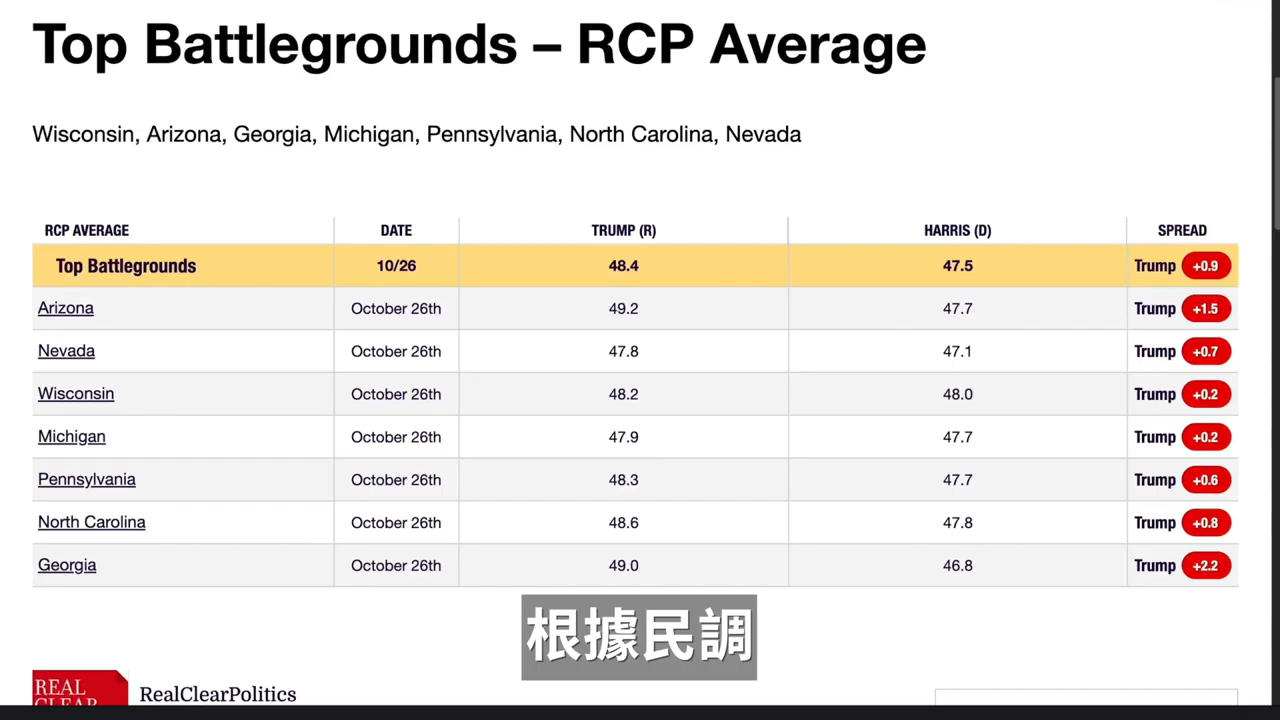 Top Battlegrounds – RCP Average
Wisconsin, Arizona, Georgia, Michigan, Pennsylvania, North Carolina, Nevada
RCP AVERAGE DATE TRUMP (R) HARRIS (D) SPREAD
Top Battlegrounds 10/26 48.4 47.5 Trump +0.9
Arizona October 26th 49.2 47.7 Trump +1.5
Nevada October 26th 47.8 47.1 Trump +0.7
Wisconsin October 26th 48.2 48.0 Trump +0.2
Michigan October 26th 47.9 47.7 Trump +0.2
Pennsylvania October 26th 48.3 47.7 Trump +0.6
North Carolina October 26th 48.6 47.8 Trump +0.8
Georgia October 26th 49.0 46.8 Trump +2.2
根據民調
REAL
CLEAR
RealClearPolitics